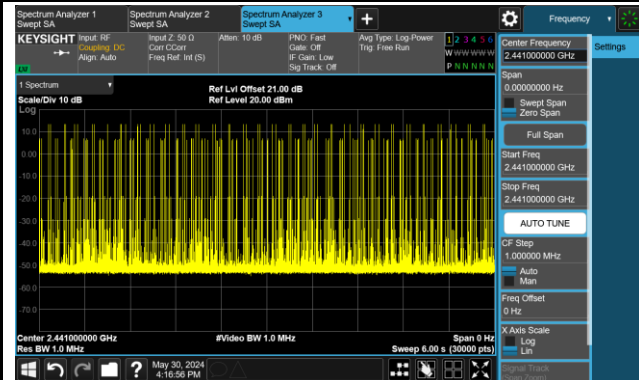 Spectrum Analyzer 1
Swept SA
Spectrum Analyzer 2
Swept SA
Spectrum Analyzer 3
Swept SA
Frequency
KEYSIGHT
Input: RF
Coupling: DC
Align: Auto
Input Z: 50 Ω
Corr CCorr
Freq Ref: Int (S)
Atten: 10 dB
PNO: Fast
Gate: Off
IF Gain: Low
Sig Track: Off
Avg Type: Log-Power
Trig: Free Run
1 2 3 4 5 6
W W W W W W
P N N N N N
1 Spectrum
Scale/Div 10 dB
Log
Ref Lvl Offset 21.00 dB
Ref Level 20.00 dBm
10.0
0.00
-10.0
-20.0
-30.0
-40.0
-50.0
-60.0
-70.0
Center 2.441000000 GHz
Res BW 1.0 MHz
#Video BW 1.0 MHz
Span 0 Hz
Sweep 6.00 s (30000 pts)
May 30, 2024
4:16:56 PM
Center Frequency
2.441000000 GHz
Settings
Span
0.00000000 Hz
Swept Span
Zero Span
Full Span
Start Freq
2.441000000 GHz
Stop Freq
2.441000000 GHz
AUTO TUNE
CF Step
1.000000 MHz
Auto
Man
Freq Offset
0 Hz
X Axis Scale
Log
Lin
Signal Track
(Span Zoom)